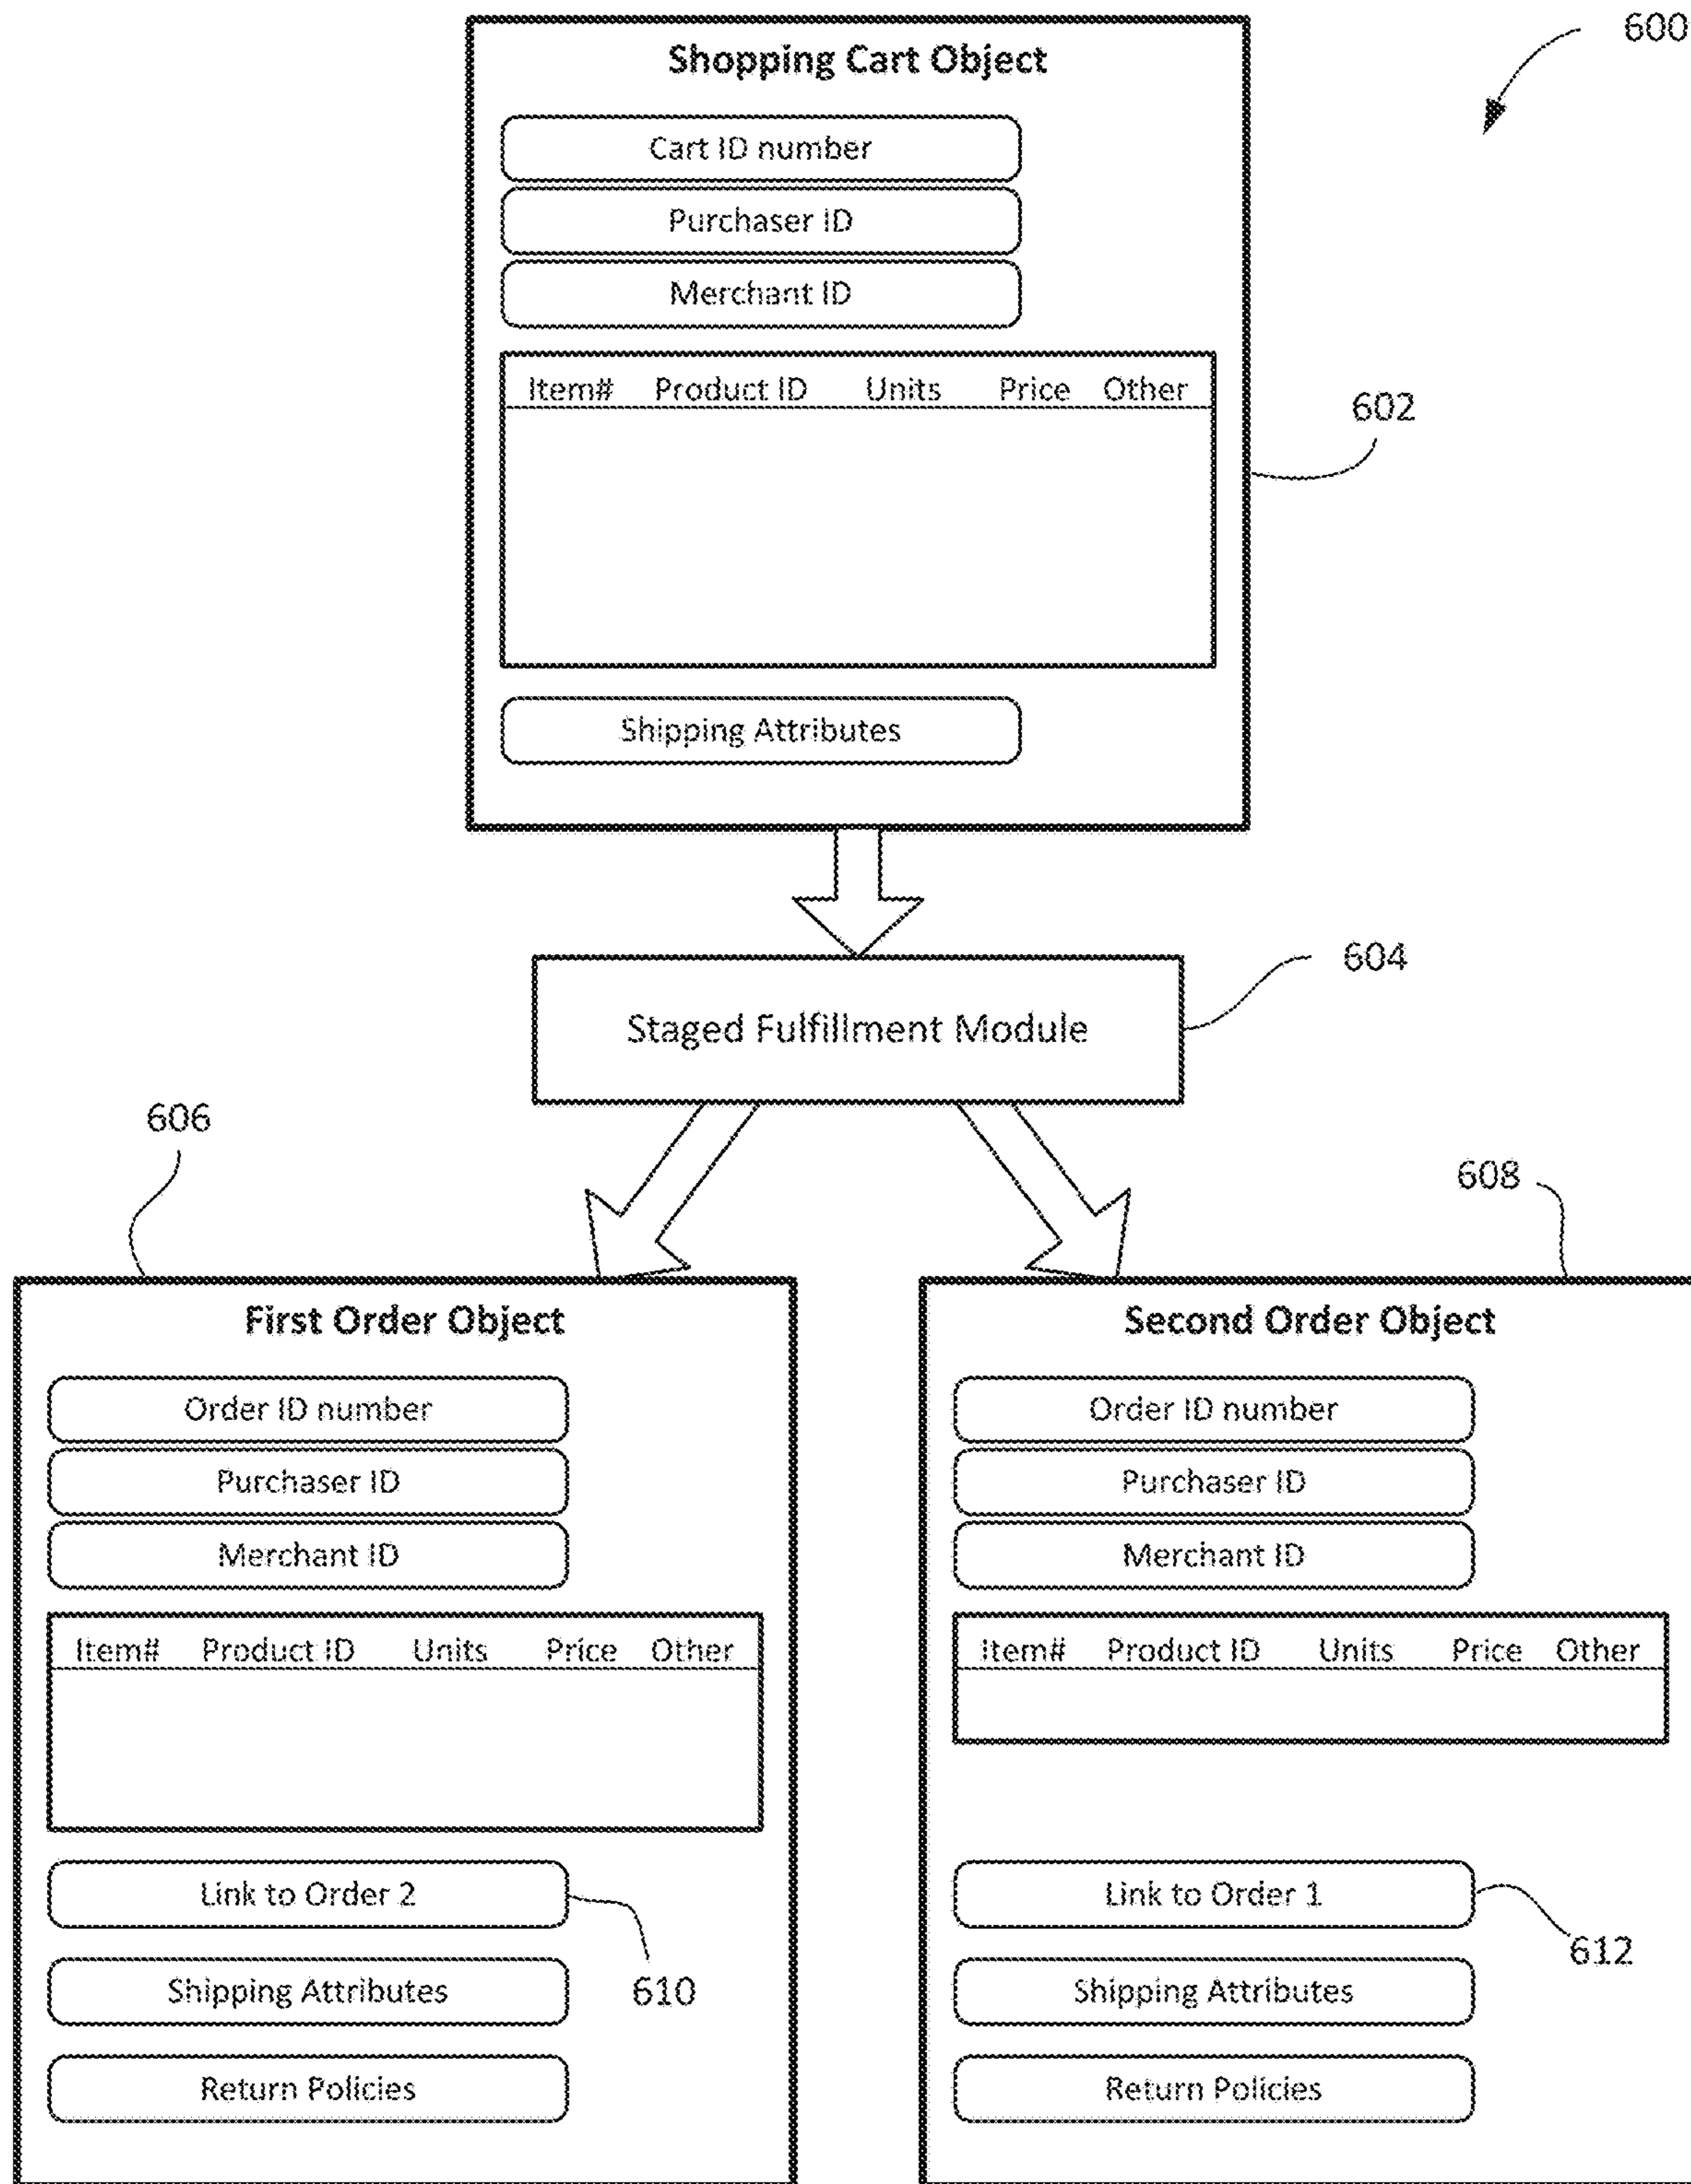 600
Shopping Cart Object
Cart ID number
Purchaser ID
Merchant ID
Item# Product ID Units Price Other
602
Shipping Attributes
604
Staged Fulfillment Module
606
608
First Order Object
Order ID number
Purchaser ID
Merchant ID
Item# Product ID Units Price Other
Link to Order 2
610
Shipping Attributes
Return Policies
Second Order Object
Order ID number
Purchaser ID
Merchant ID
Item# Product ID Units Price Other
Link to Order 1
612
Shipping Attributes
Return Policies